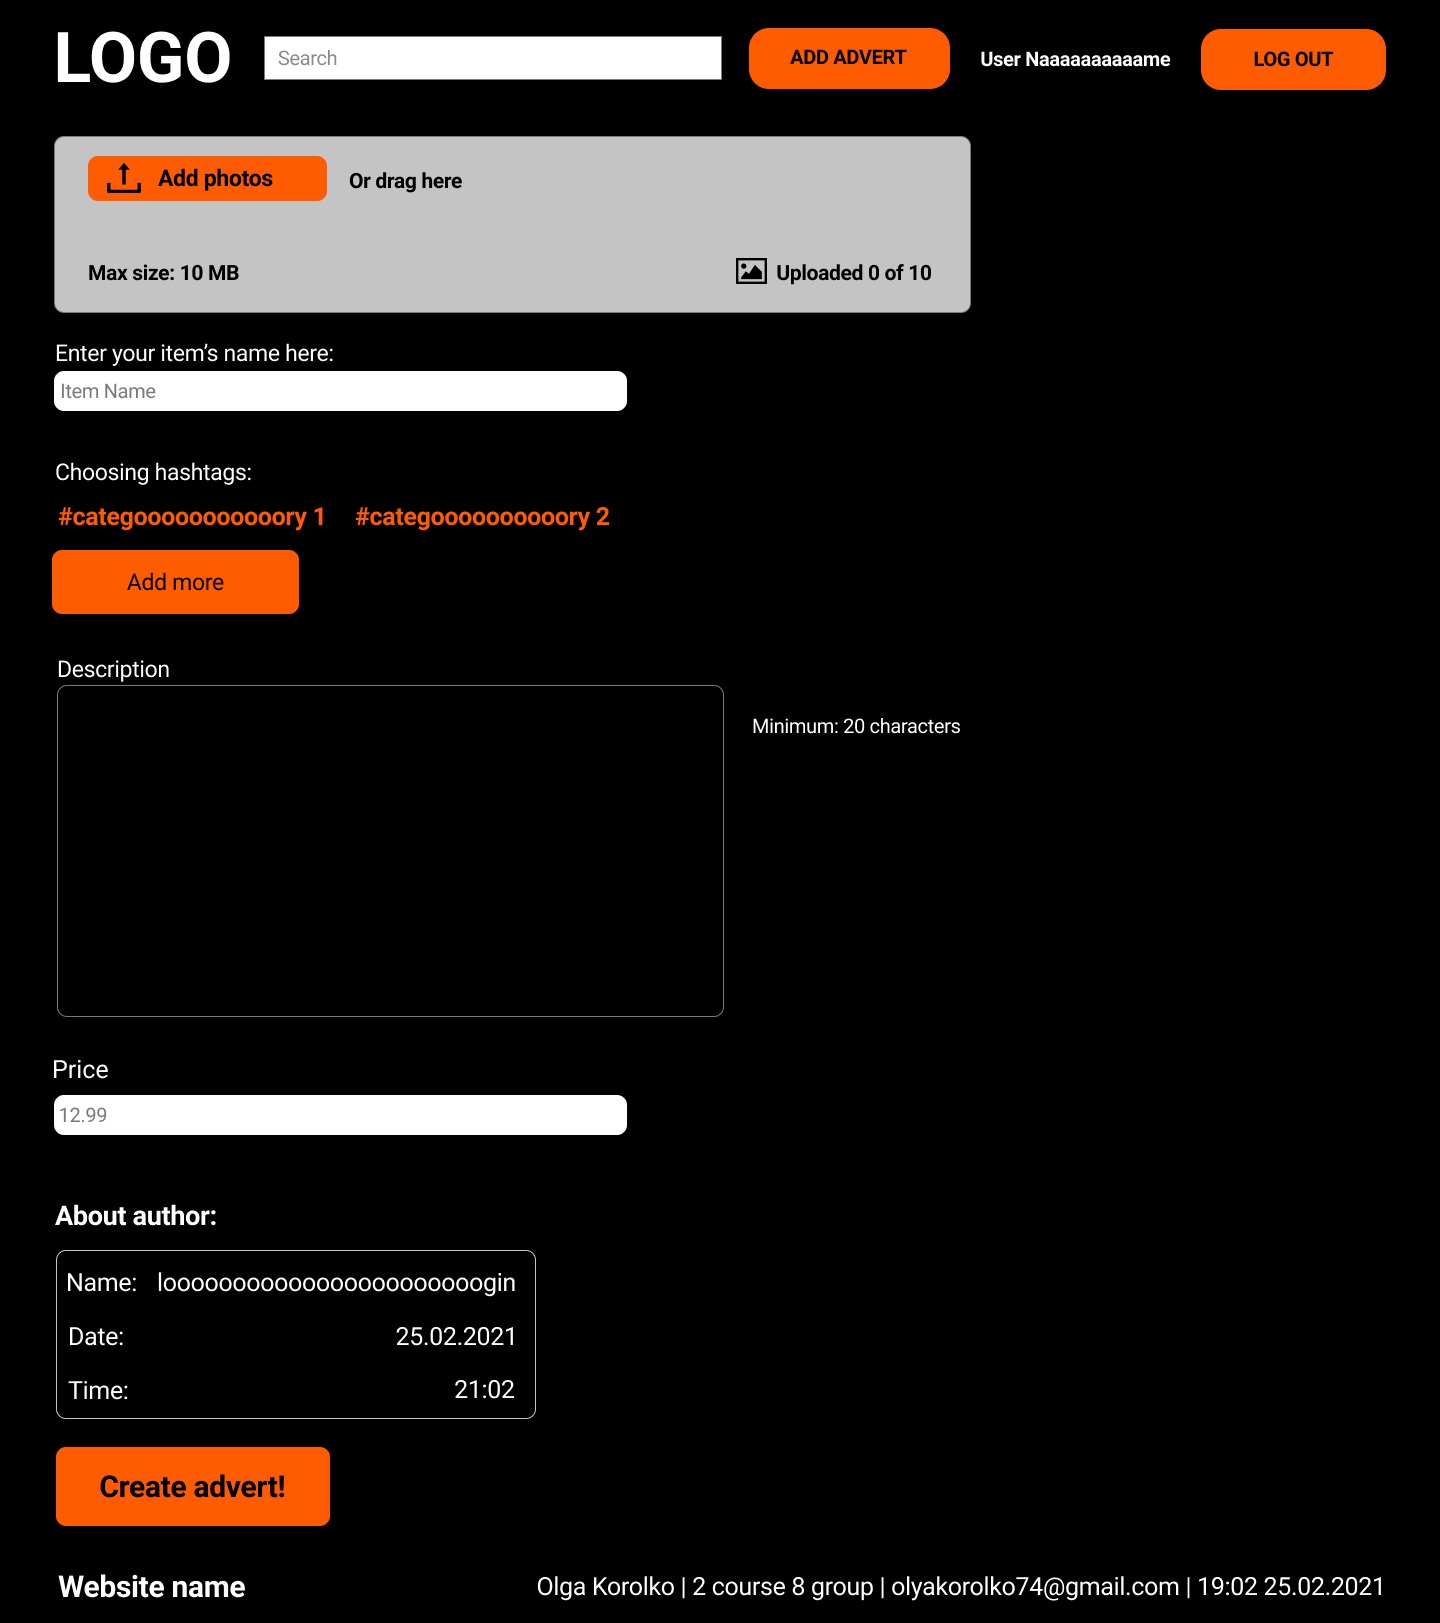 LOGO
Search
ADD ADVERT
User Naaaaaaaaaame
LOG OUT
Add photos
Or drag here
Max size: 10 MB
Uploaded 0 of 10
Enter your item’s name here:
Item Name
Choosing hashtags:
#categooooooooooory 1 #categoooooooooory 2
Add more
Description
Minimum: 20 characters
Price
12.99
About author:
Name: looooooooooooooooooooooogin
Date: 25.02.2021
Time: 21:02
Create advert!
Website name
Olga Korolko | 2 course 8 group | olyakorolko74@gmail.com | 19:02 25.02.2021